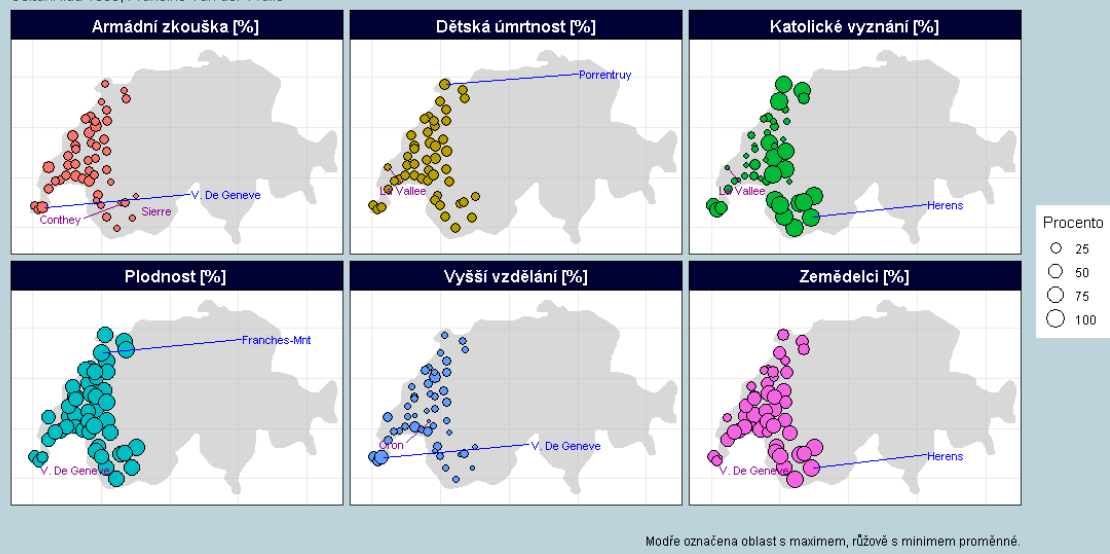 Armádní zkouška [%]
Dětská úmrtnost [%]
Katolické vyznání [%]
Porrentruy
V. De Geneve
Conthey
Sierre
La Vallee
La Vallee
Herens
Procento
25
50
75
100
Plodnost [%]
Vyšší vzdělání [%]
Zemědelci [%]
Franches-Mnt
V. De Geneve
Oron
V. De Geneve
V. De Geneve
Herens
Modře označena oblast s maximem, růžově s minimem proměnné.